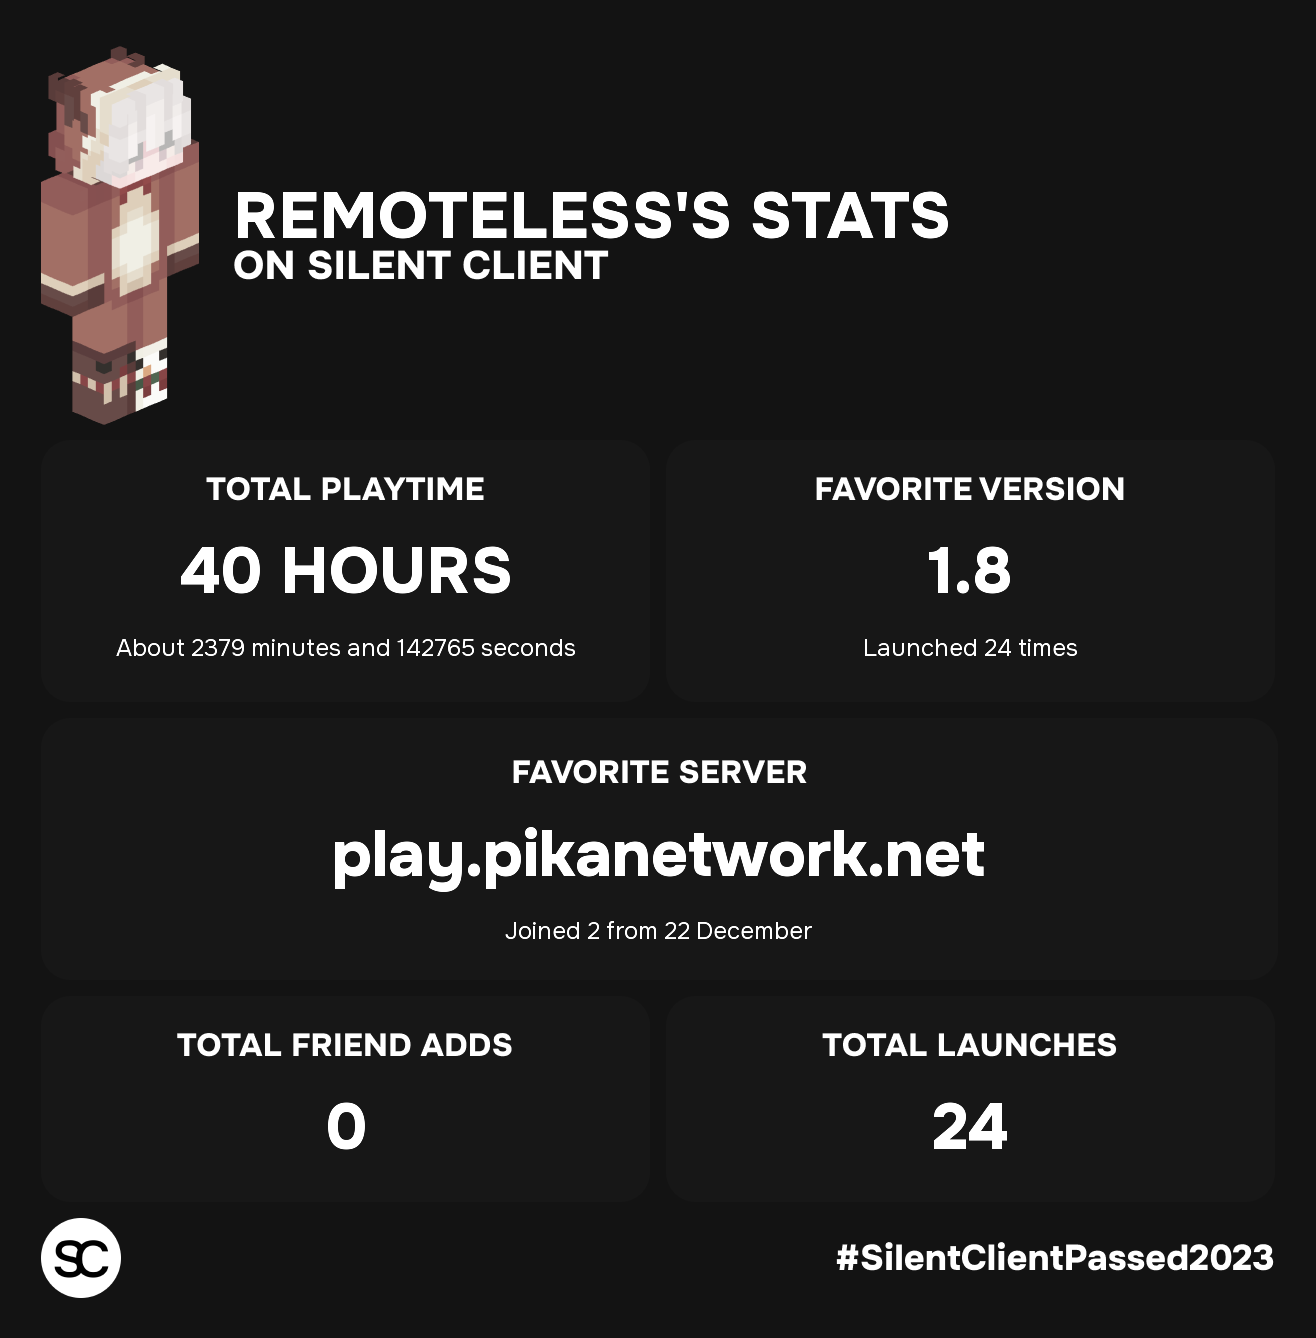 REMOTELESS'S STATS
ON SILENT CLIENT
TOTAL PLAYTIME
40 HOURS
About 2379 minutes and 142765 seconds
FAVORITE VERSION
1.8
Launched 24 times
FAVORITE SERVER
play.pikanetwork.net
Joined 2 from 22 December
TOTAL FRIEND ADDS
0
TOTAL LAUNCHES
24
SC
#SilentClientPassed2023